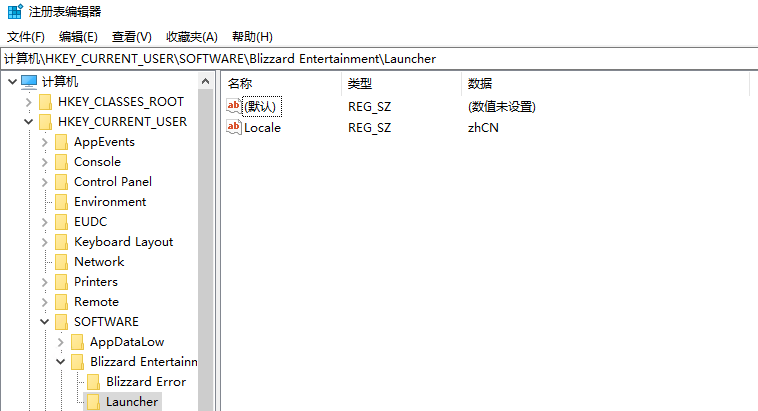 注册表编辑器
文件(F) 编辑(E) 查看(V) 收藏夹(A) 帮助(H)
计算机\HKEY_CURRENT_USER\SOFTWARE\Blizzard Entertainment\Launcher
计算机
HKEY_CLASSES_ROOT
HKEY_CURRENT_USER
AppEvents
Console
Control Panel
Environment
EUDC
Keyboard Layout
Network
Printers
Remote
SOFTWARE
AppDataLow
Blizzard Entertainn
Blizzard Error
Launcher
名称 类型 数据
ab (默认) REG_SZ (数值未设置)
ab Locale REG_SZ zhCN